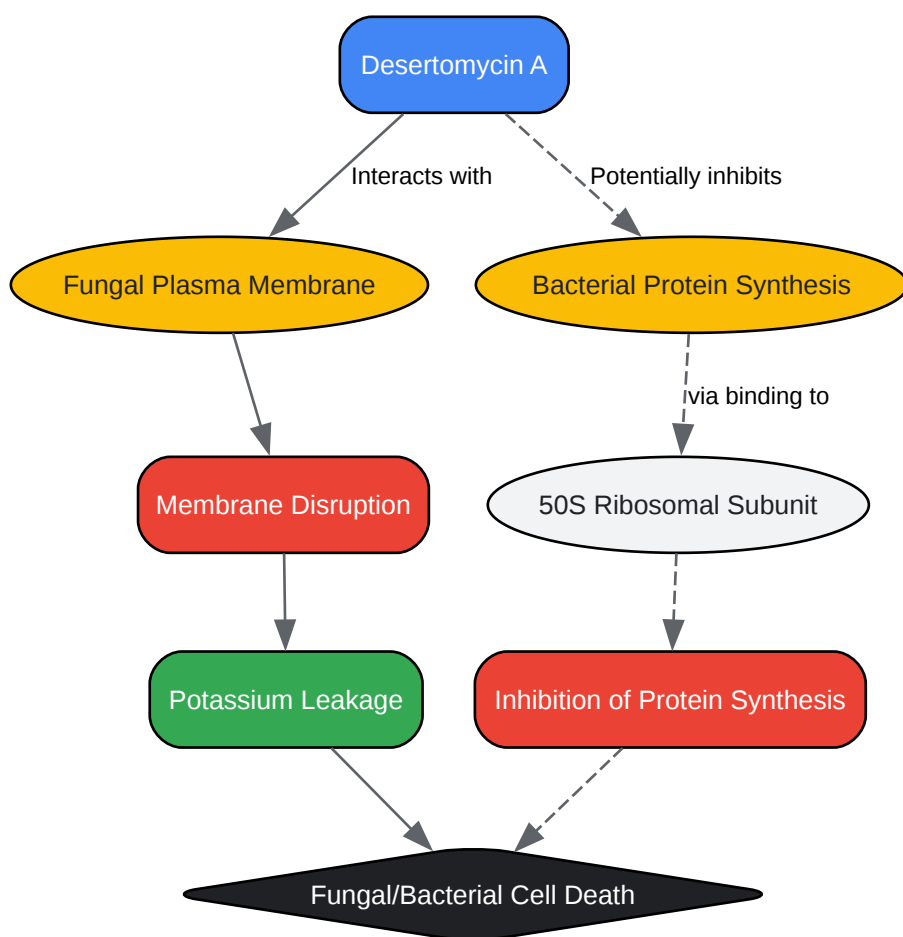 Desertomycin A
Interacts with
Potentially inhibits
Fungal Plasma Membrane
Bacterial Protein Synthesis
via binding to
Membrane Disruption
50S Ribosomal Subunit
Potassium Leakage
Inhibition of Protein Synthesis
Fungal/Bacterial Cell Death